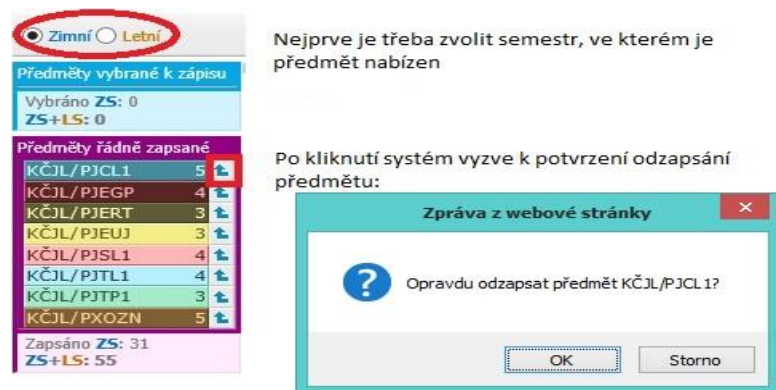 Zimní Letní
Nejprve je třeba zvolit semestr, ve kterém je
předmět nabízen
Předměty vybrané k zápisu
Vybráno ZS: 0
ZS+LS: 0
Předměty řádně zapsané
KČJL/PJCL1 5
KČJL/PJEGP 4
KČJL/PJERT 3
KČJL/PJEUJ 3
KČJL/PJSL1 4
KČJL/PJTL1 4
KČJL/PJTP1 3
KČJL/PXOZN 5
Zapsáno ZS: 31
ZS+LS: 55
Po kliknutí systém vyzve k potvrzení odzapsání
předmětu:
Zpráva z webové stránky
Opravdu odzapsat předmět KČJL/PJCL1?
OK Storno